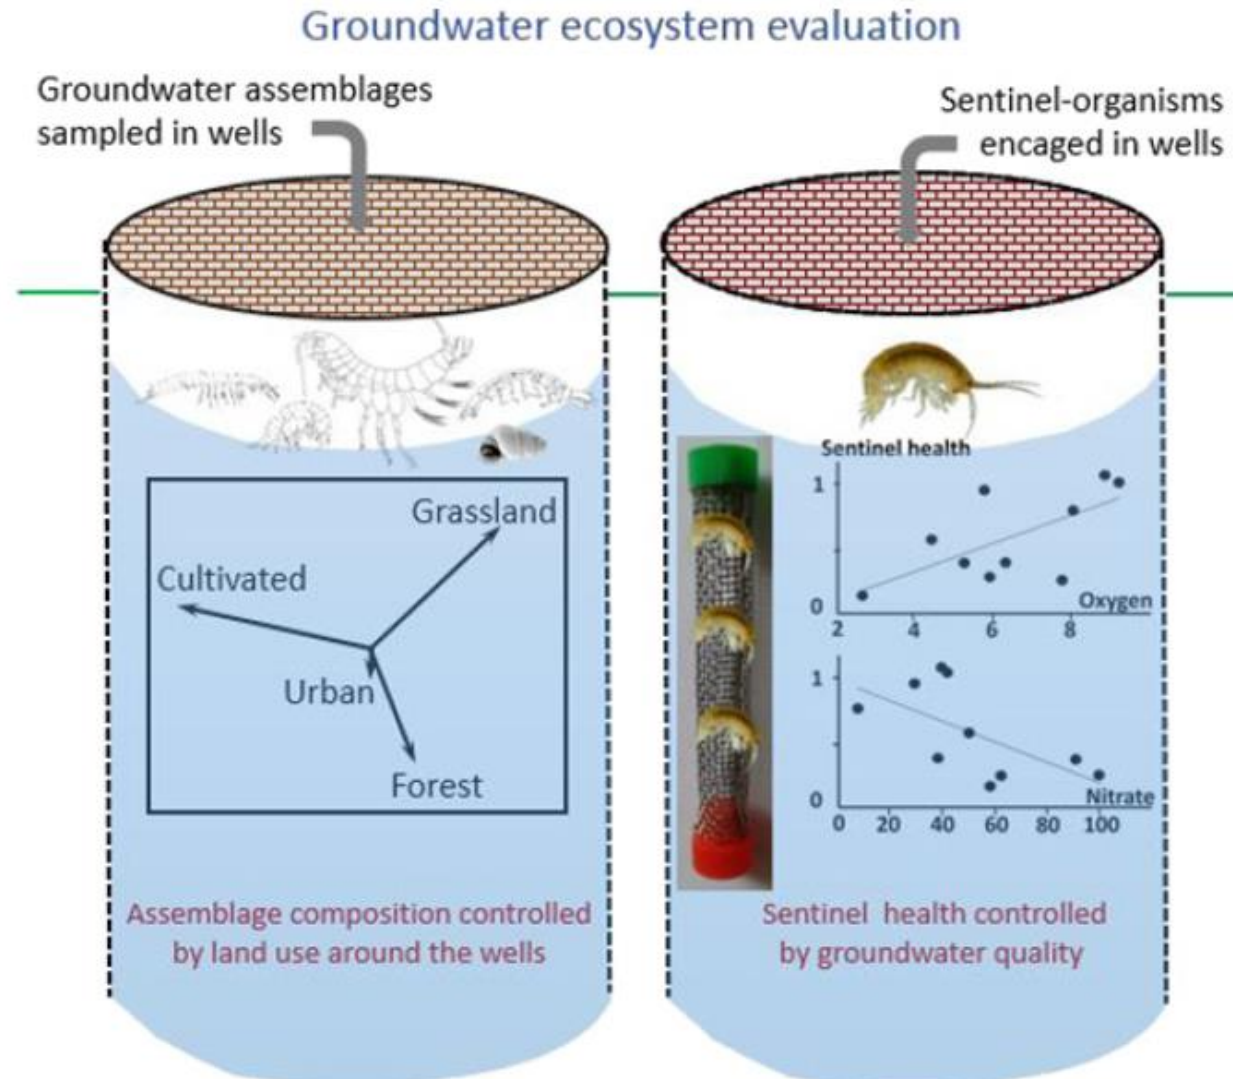 Groundwater ecosystem evaluation
Groundwater assemblages
sampled in wells
Sentinel-organisms
encaged in wells
Grassland
Cultivated
Urban
Forest
Assemblage composition controlled
by land use around the wells
Sentinel health
1
0
Oxygen
2 4 6 8
1
0
Nitrate
0 20 40 60 80 100
Sentinel health controlled
by groundwater quality